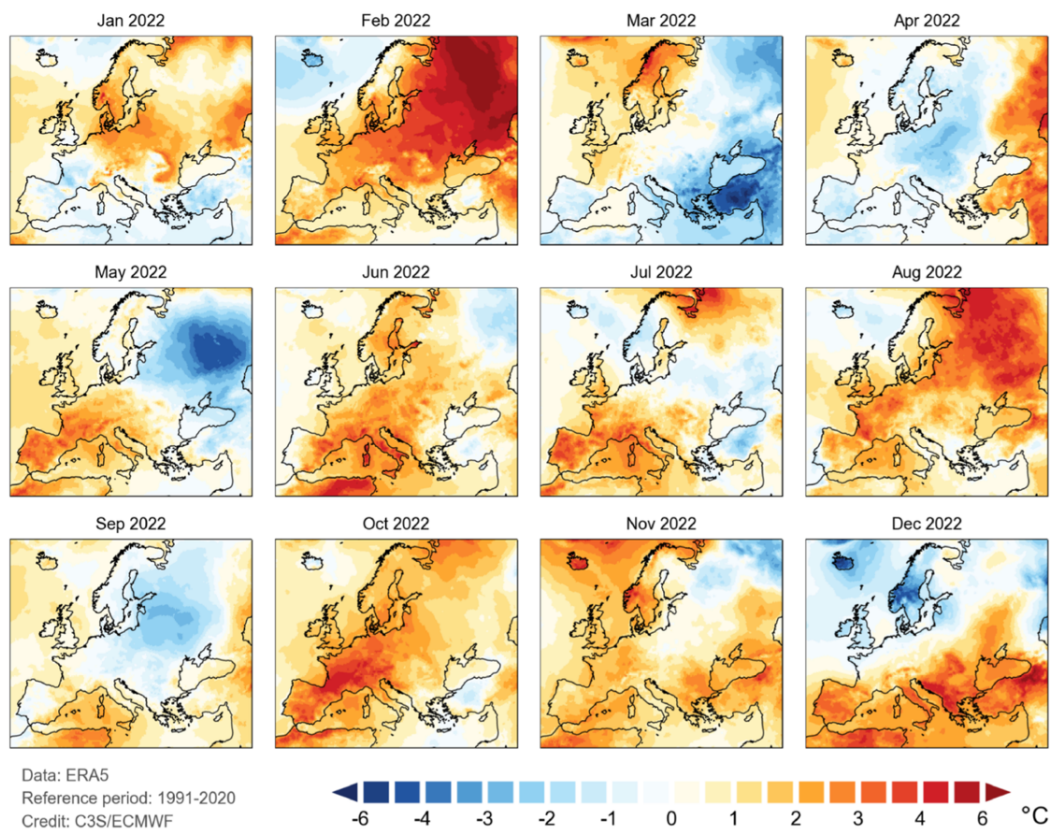 Jan 2022
Feb 2022
Mar 2022
Apr 2022
May 2022
Jun 2022
Jul 2022
Aug 2022
Sep 2022
Oct 2022
Nov 2022
Dec 2022
Data: ERA5
Reference period: 1991-2020
Credit: C3S/ECMWF
-6 -4 -3 -2 -1 0 1 2 3 4 6 °C